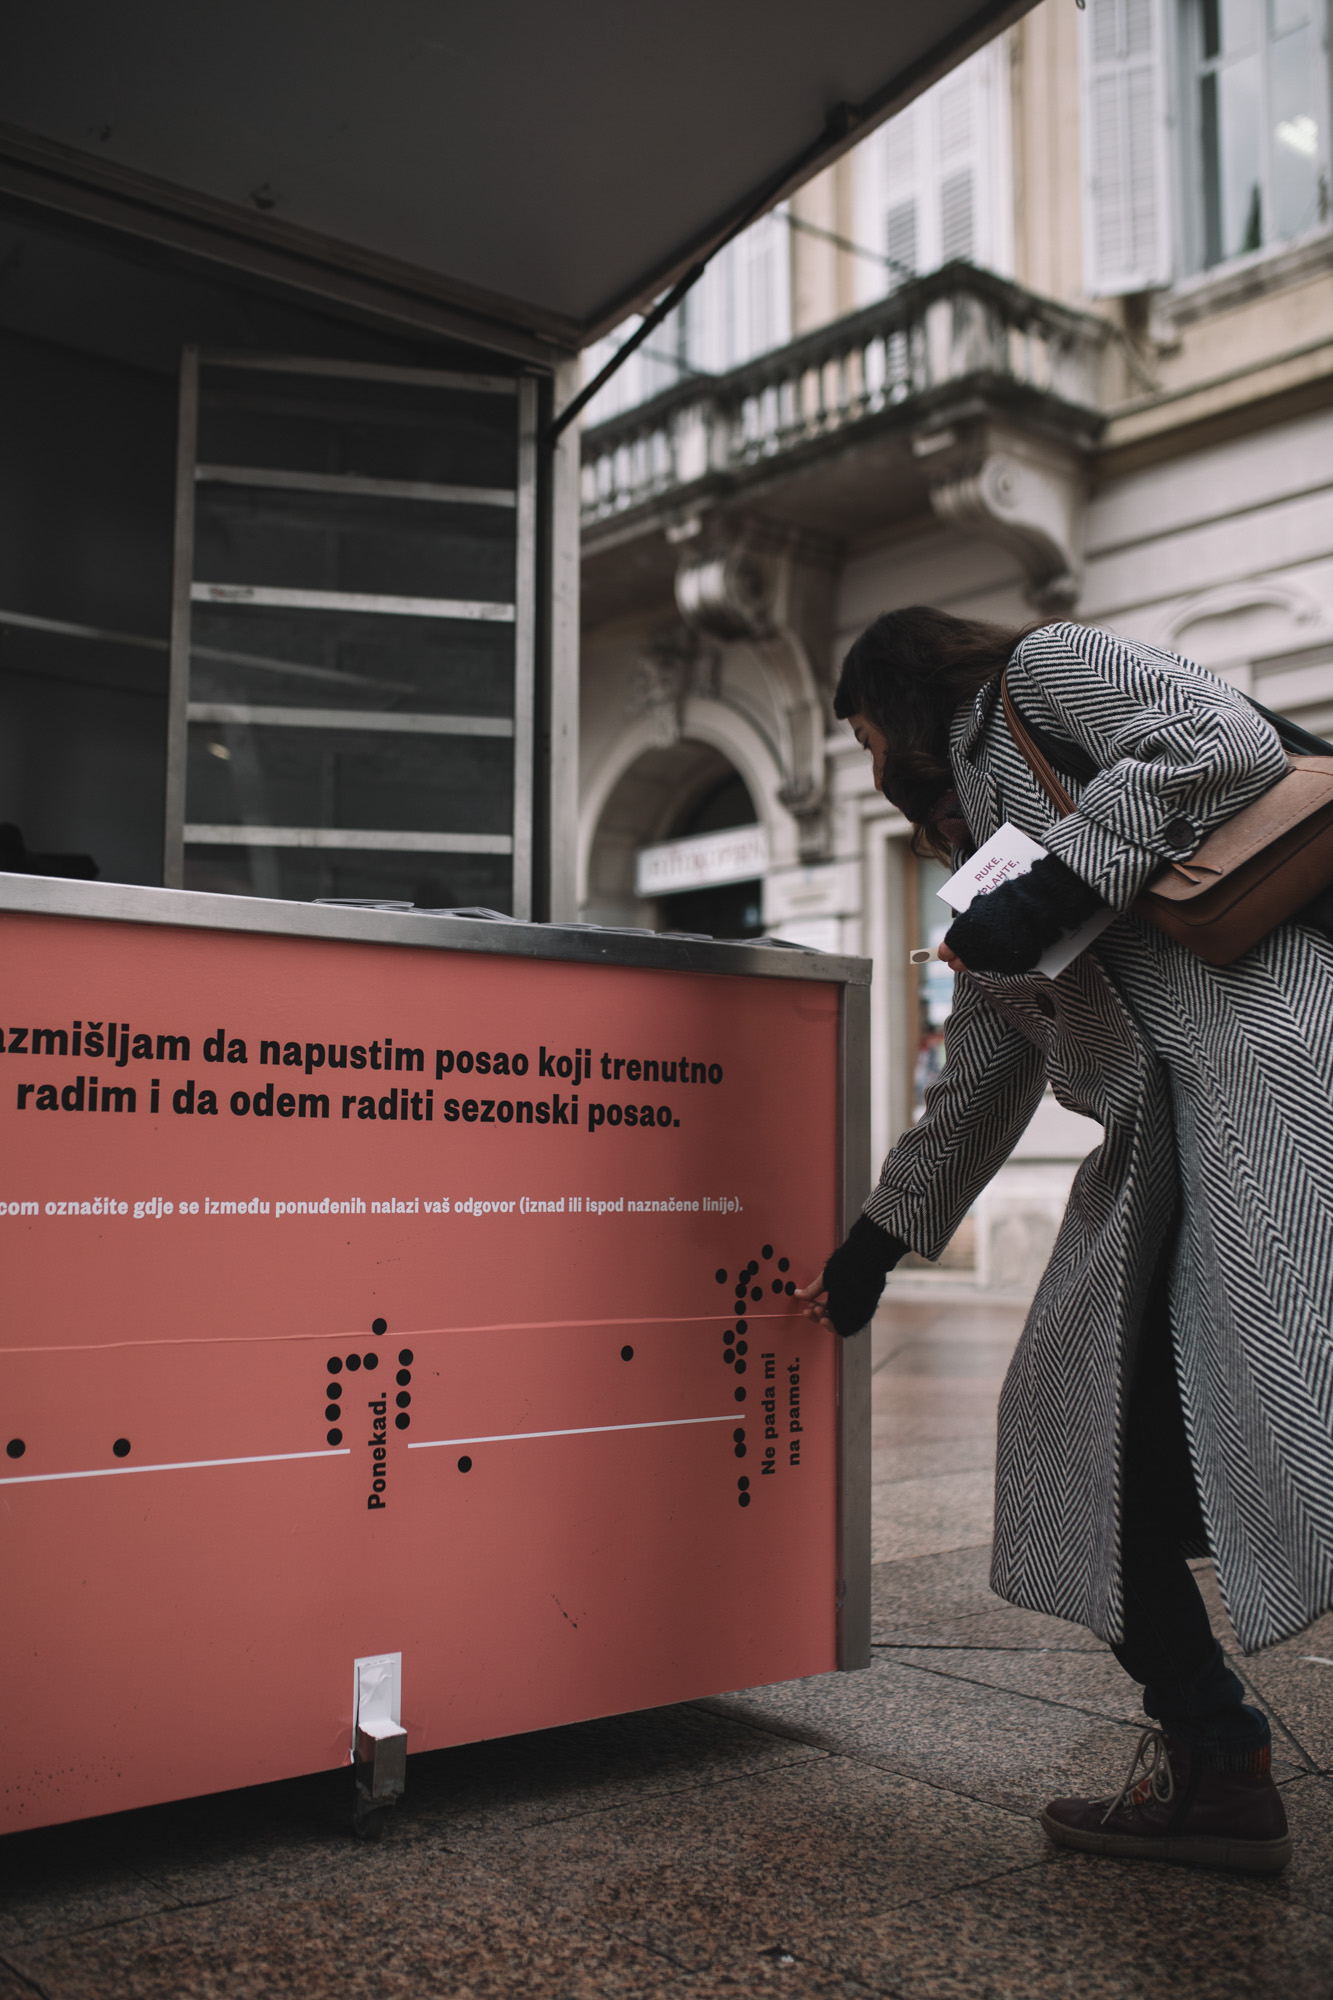 azmišljam da napustim posao koji trenutno
radim i da odem raditi sezonski posao.
com označite gdje se između ponuđenih nalazi vaš odgovor (iznad ili ispod naznačene linije).
Ponekad.
Ne pada mi
na pamet.
RUKE,
PLAHTE,